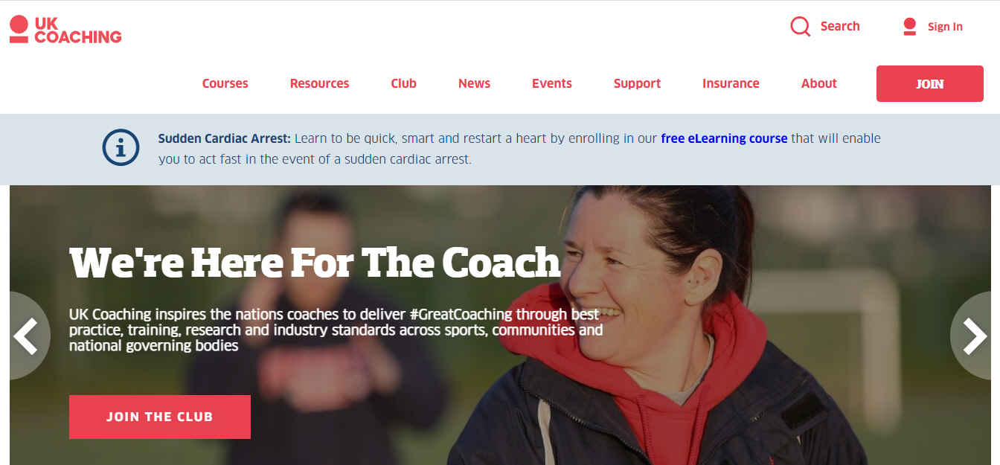 UK
COACHING
Search
Sign In
Courses
Resources
Club
News
Events
Support
Insurance
About
JOIN
Sudden Cardiac Arrest: Learn to be quick, smart and restart a heart by enrolling in our free eLearning course that will enable
you to act fast in the event of a sudden cardiac arrest.
We're Here For The Coach
UK Coaching inspires the nations coaches to deliver #GreatCoaching through best
practice, training, research and industry standards across sports, communities and
national governing bodies
JOIN THE CLUB